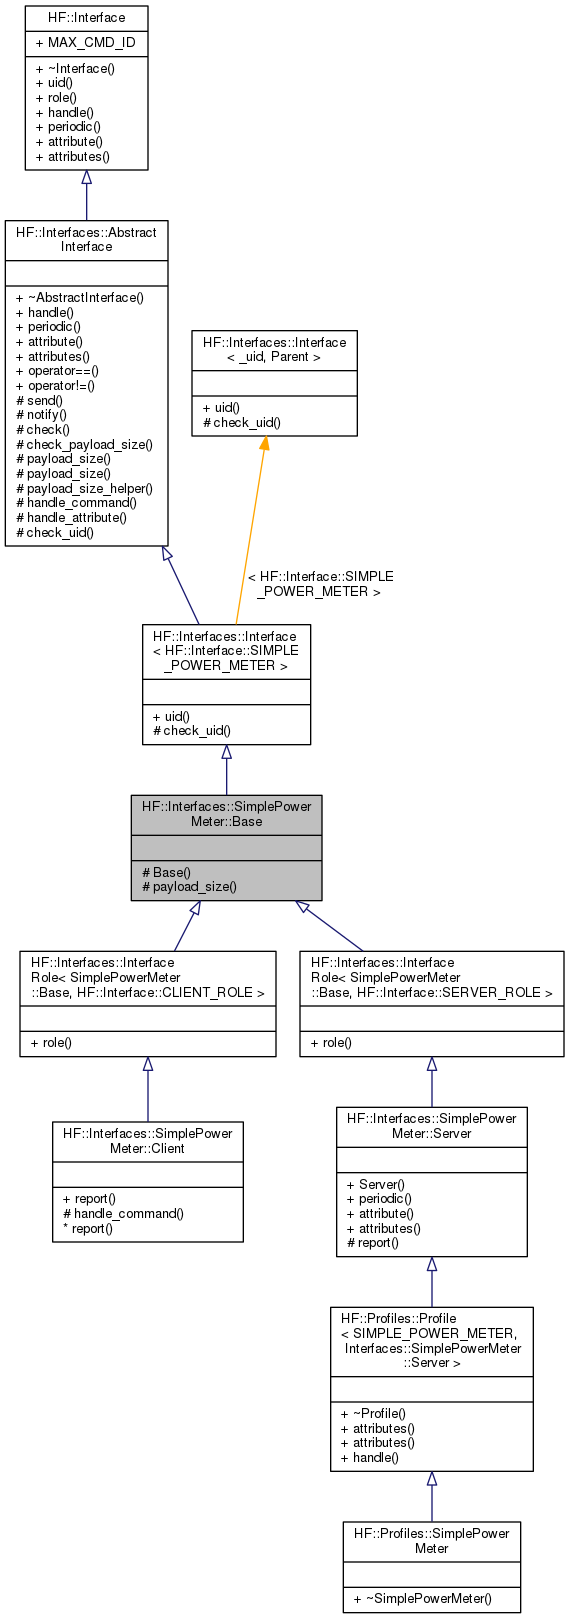 HF::Interface
+ MAX_CMD_ID
+ ~Interface()
+ uid()
+ role()
+ handle()
+ periodic()
+ attribute()
+ attributes()
HF::Interfaces::Abstract
Interface
+ ~AbstractInterface()
+ handle()
+ periodic()
+ attribute()
+ attributes()
+ operator==()
+ operator!=()
# send()
# notify()
# check()
# check_payload_size()
# payload_size()
# payload_size()
# payload_size_helper()
# handle_command()
# handle_attribute()
# check_uid()
HF::Interfaces::Interface
< _uid, Parent >
+ uid()
# check_uid()
< HF::Interface::SIMPLE
_POWER_METER >
HF::Interfaces::Interface
< HF::Interface::SIMPLE
_POWER_METER >
+ uid()
# check_uid()
HF::Interfaces::SimplePower
Meter::Base
# Base()
# payload_size()
HF::Interfaces::Interface
Role< SimplePowerMeter
::Base, HF::Interface::CLIENT_ROLE >
+ role()
HF::Interfaces::Interface
Role< SimplePowerMeter
::Base, HF::Interface::SERVER_ROLE >
+ role()
HF::Interfaces::SimplePower
Meter::Client
+ report()
# handle_command()
* report()
HF::Interfaces::SimplePower
Meter::Server
+ Server()
+ periodic()
+ attribute()
+ attributes()
# report()
HF::Profiles::Profile
< SIMPLE_POWER_METER,
Interfaces::SimplePowerMeter
::Server >
+ ~Profile()
+ attributes()
+ attributes()
+ handle()
HF::Profiles::SimplePower
Meter
+ ~SimplePowerMeter()